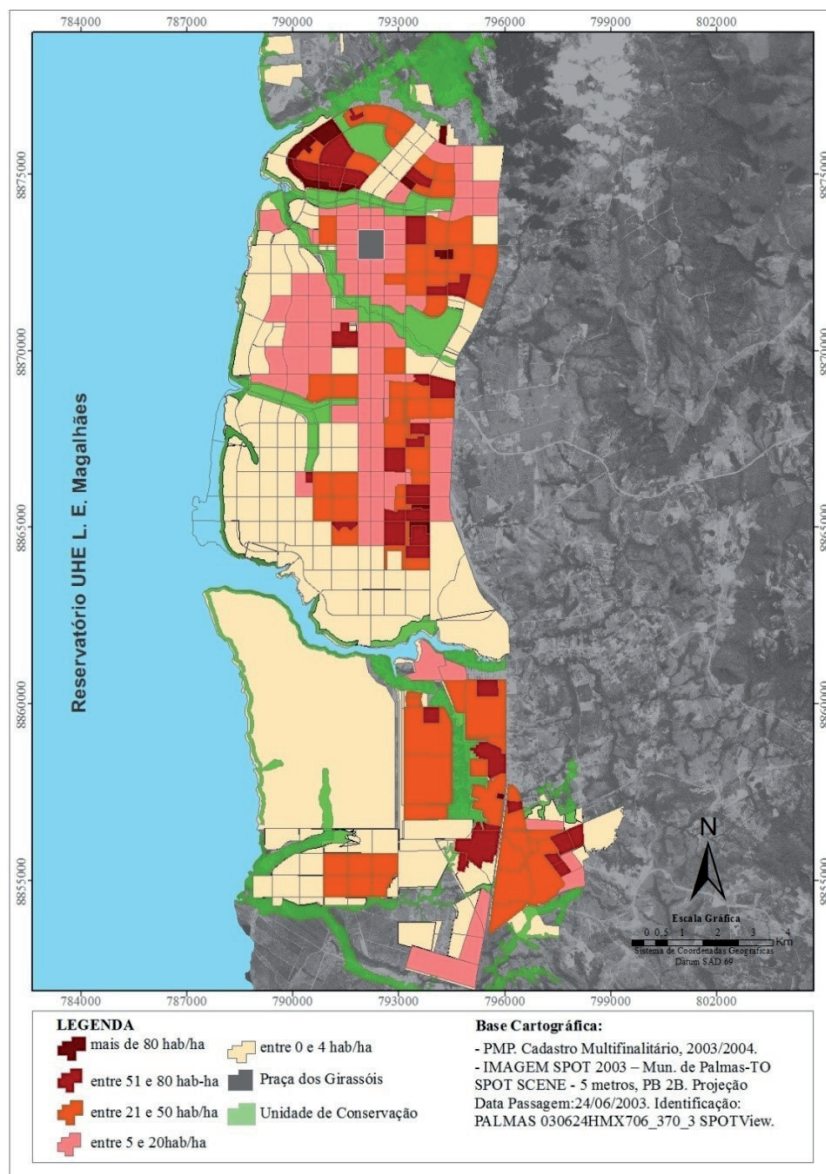 784000 787000 790000 793000 796000 799000 802000
8875000 8875000
8870000 8870000
8865000 8865000
8860000 8860000
8855000 8855000
Reservatório UHE L. E. Magalhães
N
Escala Gráfica
0 0,5 1 2 3 4
Km
Sistema de Coordenadas Geográficas
Datum SAD 69
784000 787000 790000 793000 796000 799000 802000
LEGENDA
mais de 80 hab/ha
entre 51 e 80 hab-ha
entre 21 e 50 hab/ha
entre 5 e 20hab/ha
entre 0 e 4 hab/ha
Praça dos Girassóis
Unidade de Conservação
Base Cartográfica:
- PMP. Cadastro Multifinalitário, 2003/2004.
- IMAGEM SPOT 2003 – Mun. de Palmas-TO
SPOT SCENE - 5 metros, PB 2B. Projeção
Data Passagem:24/06/2003. Identificação:
PALMAS 030624HMX706_370_3 SPOTView.